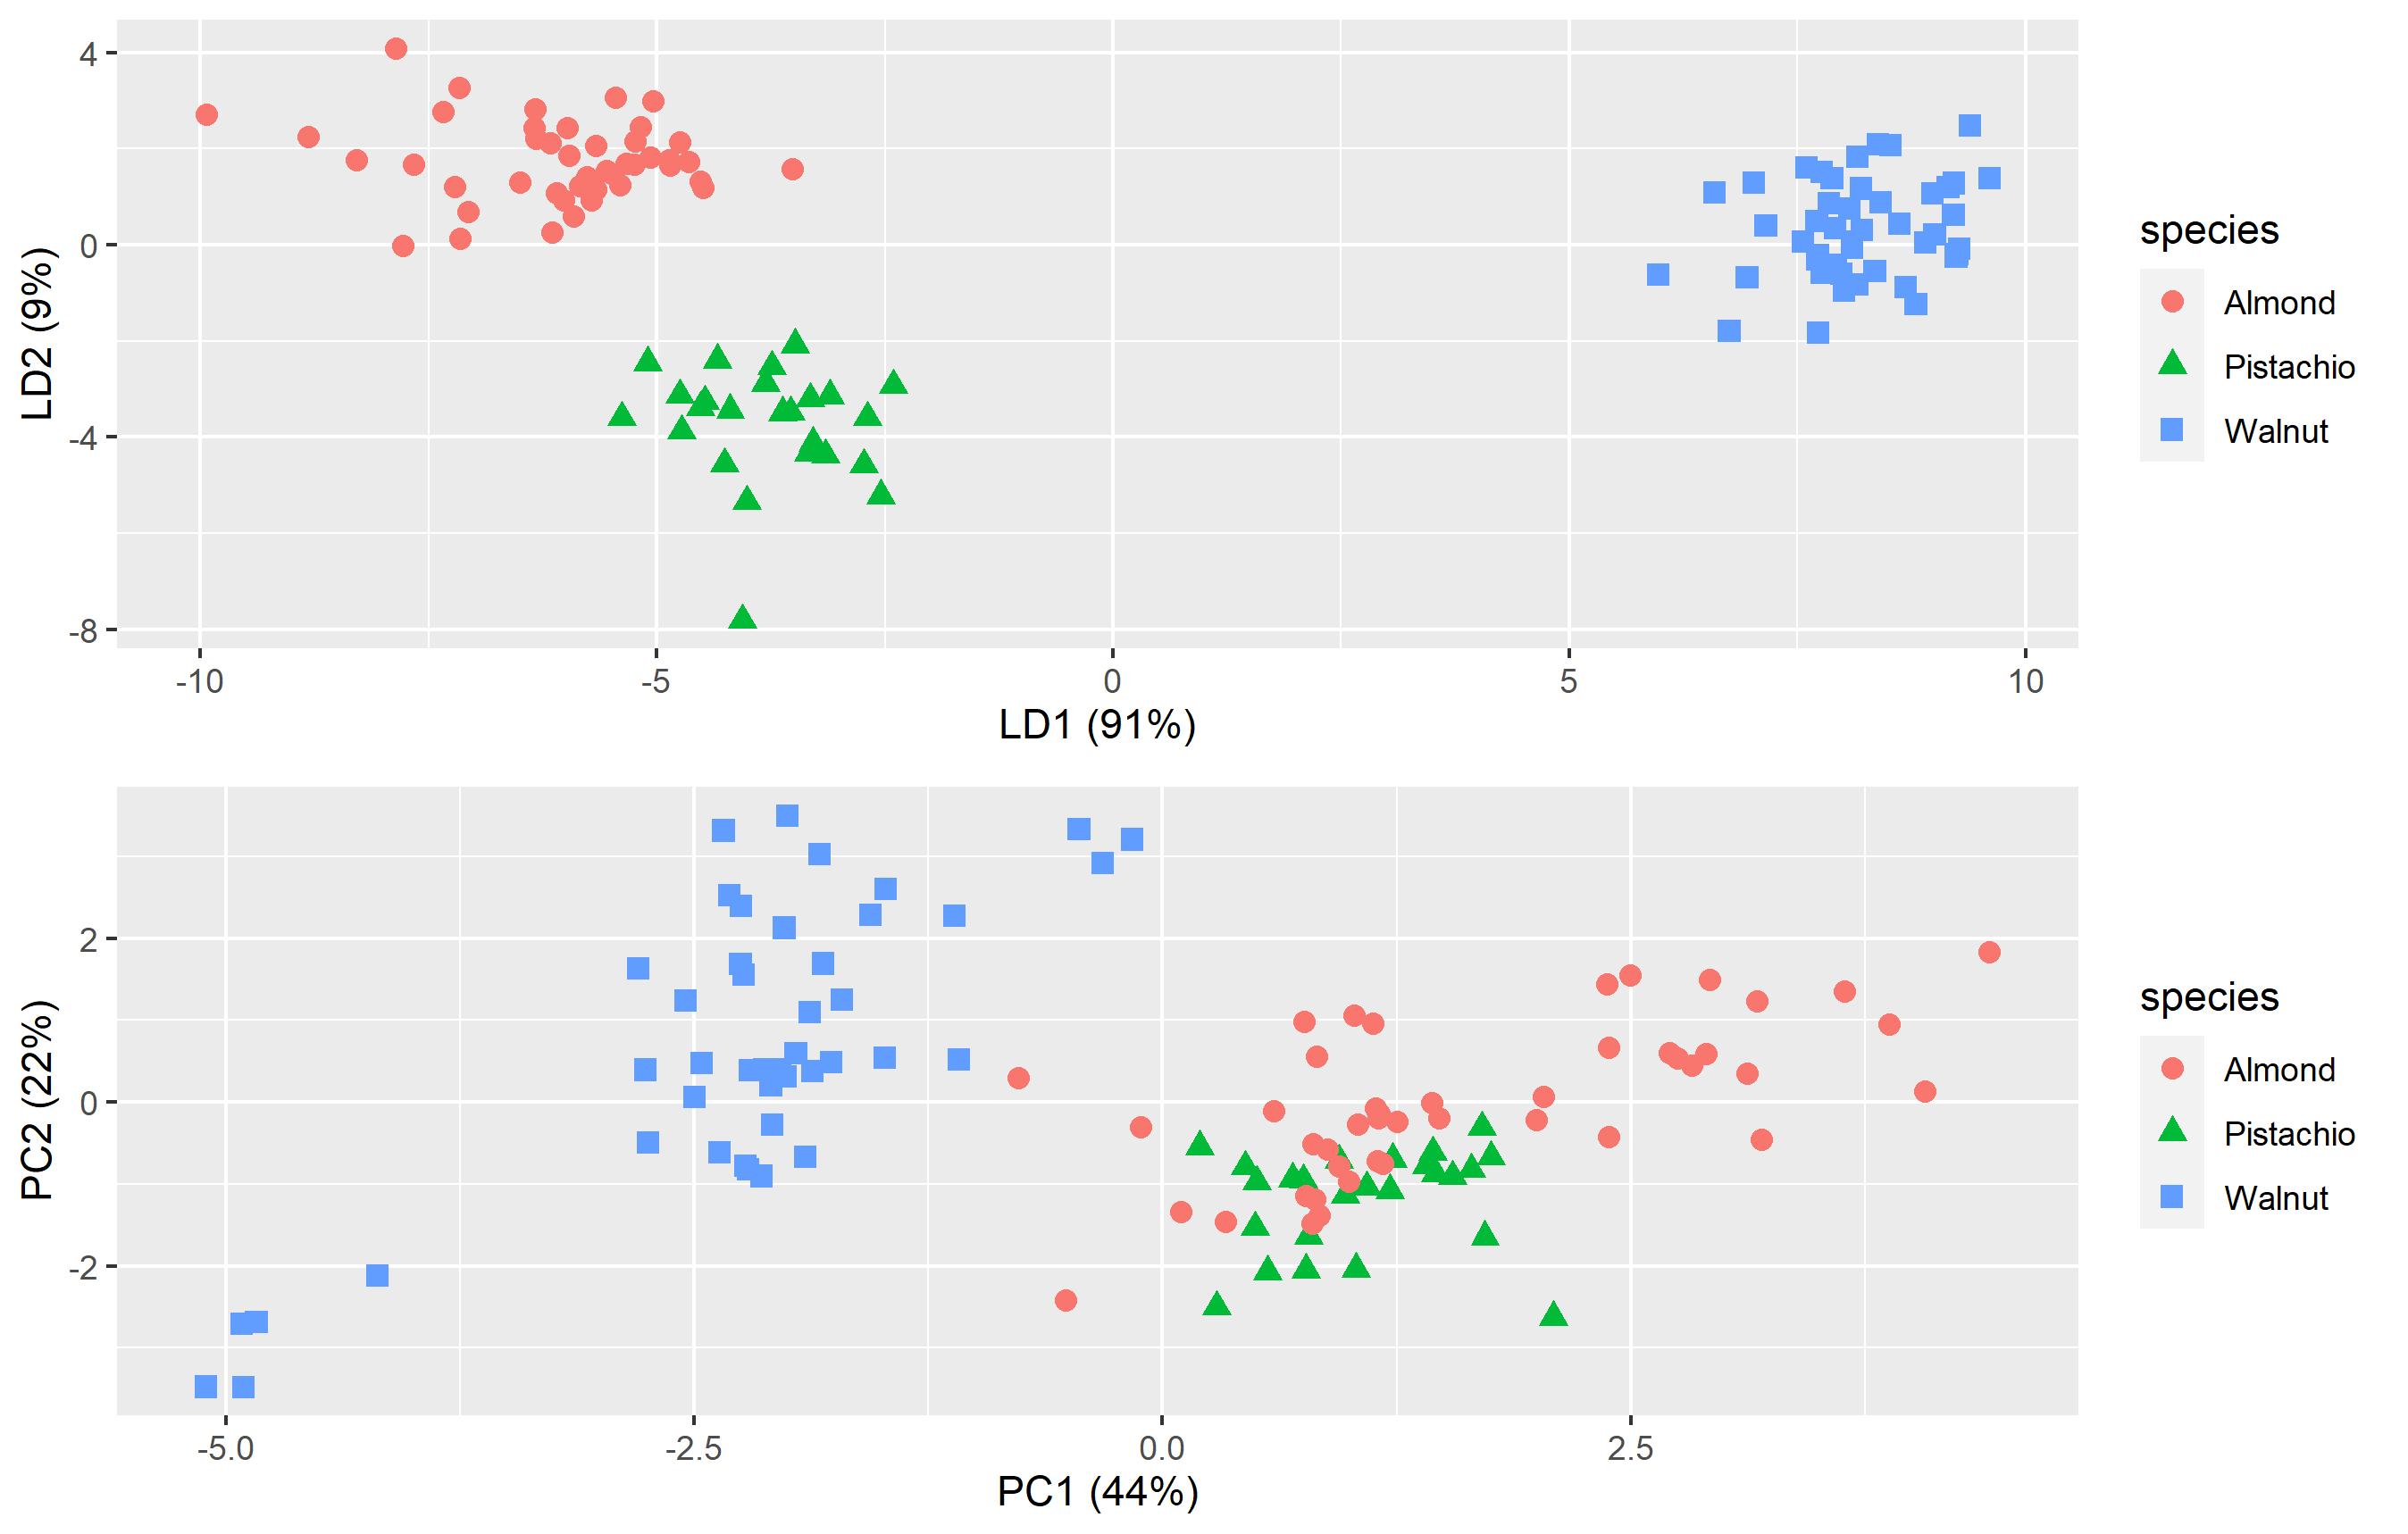 4
0
-4
-8
LD2 (9%)
-10
-5
0
5
10
LD1 (91%)
species
Almond
Pistachio
Walnut
2
0
-2
PC2 (22%)
-5.0
-2.5
0.0
2.5
PC1 (44%)
species
Almond
Pistachio
Walnut